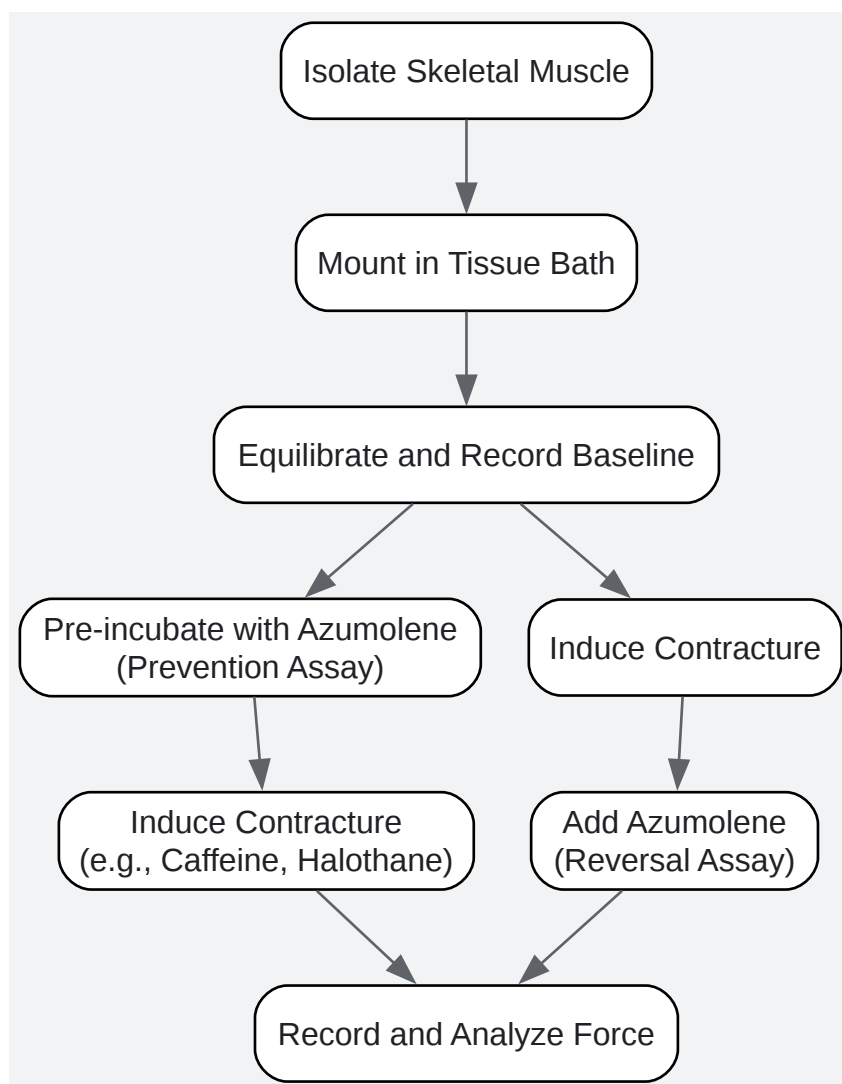 Isolate Skeletal Muscle
Mount in Tissue Bath
Equilibrate and Record Baseline
Pre-incubate with Azumolene
(Prevention Assay)
Induce Contracture
Induce Contracture
(e.g., Caffeine, Halothane)
Add Azumolene
(Reversal Assay)
Record and Analyze Force